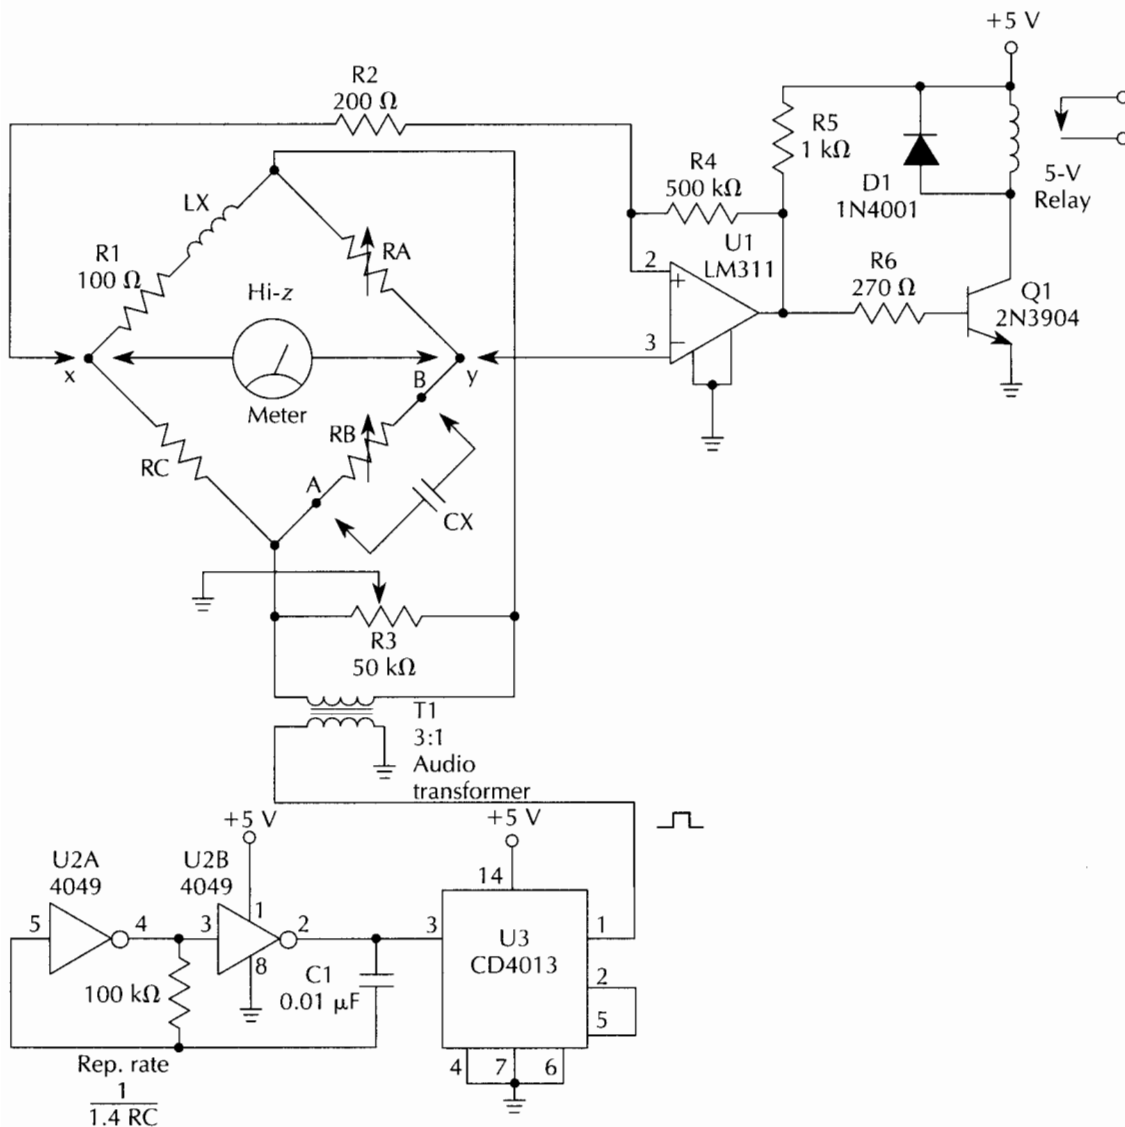 +5 V
R2
200 Ω
R5
1 kΩ
R4
500 kΩ
D1
1N4001
5-V
Relay
LX
R1
100 Ω
RA
Hi-z
U1
LM311
2
+
R6
270 Ω
Q1
2N3904
3
−
x
B
y
Meter
RB
RC
A
CX
R3
50 kΩ
T1
3:1
Audio
transformer
+5 V
+5 V
U2A
4049
U2B
4049
14
5
4
3
1
2
3
1
U3
CD4013
8
C1
0.01 μF
100 kΩ
2
5
4
7
6
Rep. rate
1
1.4 RC